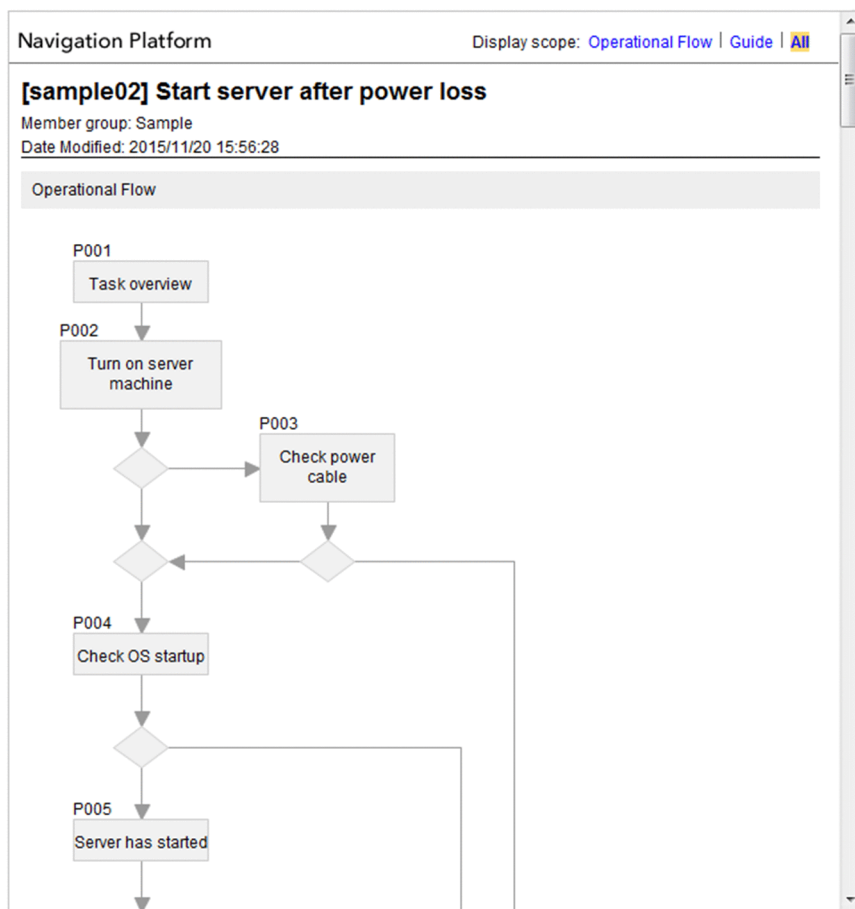 Navigation Platform
Display scope: Operational Flow | Guide | All
[sample02] Start server after power loss
Member group: Sample
Date Modified: 2015/11/20 15:56:28
Operational Flow
P001
Task overview
P002
Turn on server
machine
P003
Check power
cable
P004
Check OS startup
P005
Server has started